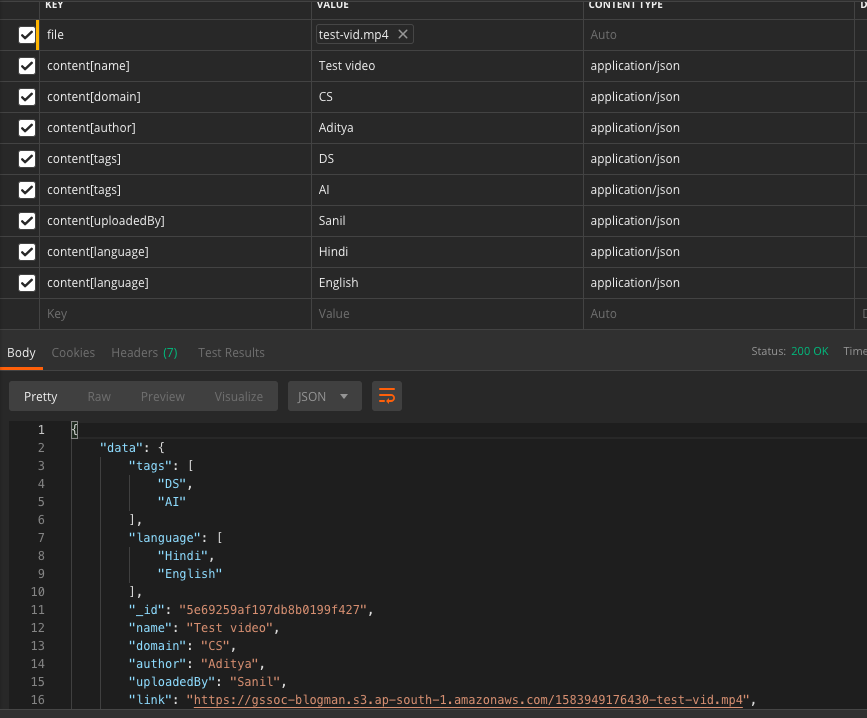 KEY VALUE CONTENT TYPE D
file test-vid.mp4 Auto
content[name] Test video application/json
content[domain] CS application/json
content[author] Aditya application/json
content[tags] DS application/json
content[tags] AI application/json
content[uploadedBy] Sanil application/json
content[language] Hindi application/json
content[language] English application/json
Key Value Auto D
Body Cookies Headers (7) Test Results Status: 200 OK Time
Pretty Raw Preview Visualize JSON
1 {
2 "data": {
3 "tags": [
4 "DS",
5 "AI"
6 ],
7 "language": [
8 "Hindi",
9 "English"
10 ],
11 "_id": "5e69259af197db8b0199f427",
12 "name": "Test video",
13 "domain": "CS",
14 "author": "Aditya",
15 "uploadedBy": "Sanil",
16 "link": "https://gssoc-blogman.s3.ap-south-1.amazonaws.com/1583949176430-test-vid.mp4",